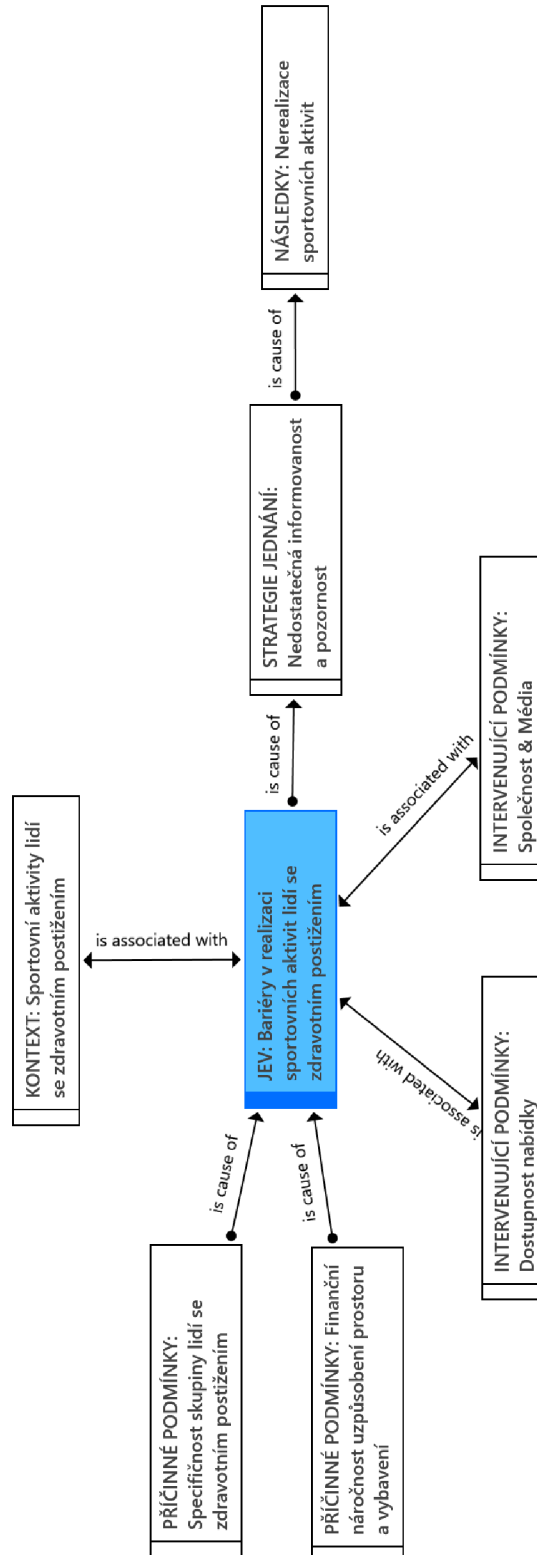 KONTEXT: Sportovní aktivity lidí
se zdravotním postižením
is associated with
PŘÍČINNÉ PODMÍNKY:
Specifičnost skupiny lidí se
zdravotním postižením
is cause of
PŘÍČINNÉ PODMÍNKY: Finanční
náročnost uzpůsobení prostoru
a vybavení
is cause of
JEV: Bariéry v realizaci
sportovních aktivit lidí se
zdravotním postižením
is cause of
STRATEGIE JEDNÁNÍ:
Nedostatečná informovanost
a pozornost
is cause of
NÁSLEDKY: Nerealizace
sportovních aktivit
is associated with
INTERVENUJÍCÍ PODMÍNKY:
Dostupnost nabídky
is associated with
INTERVENUJÍCÍ PODMÍNKY:
Společnost & Média